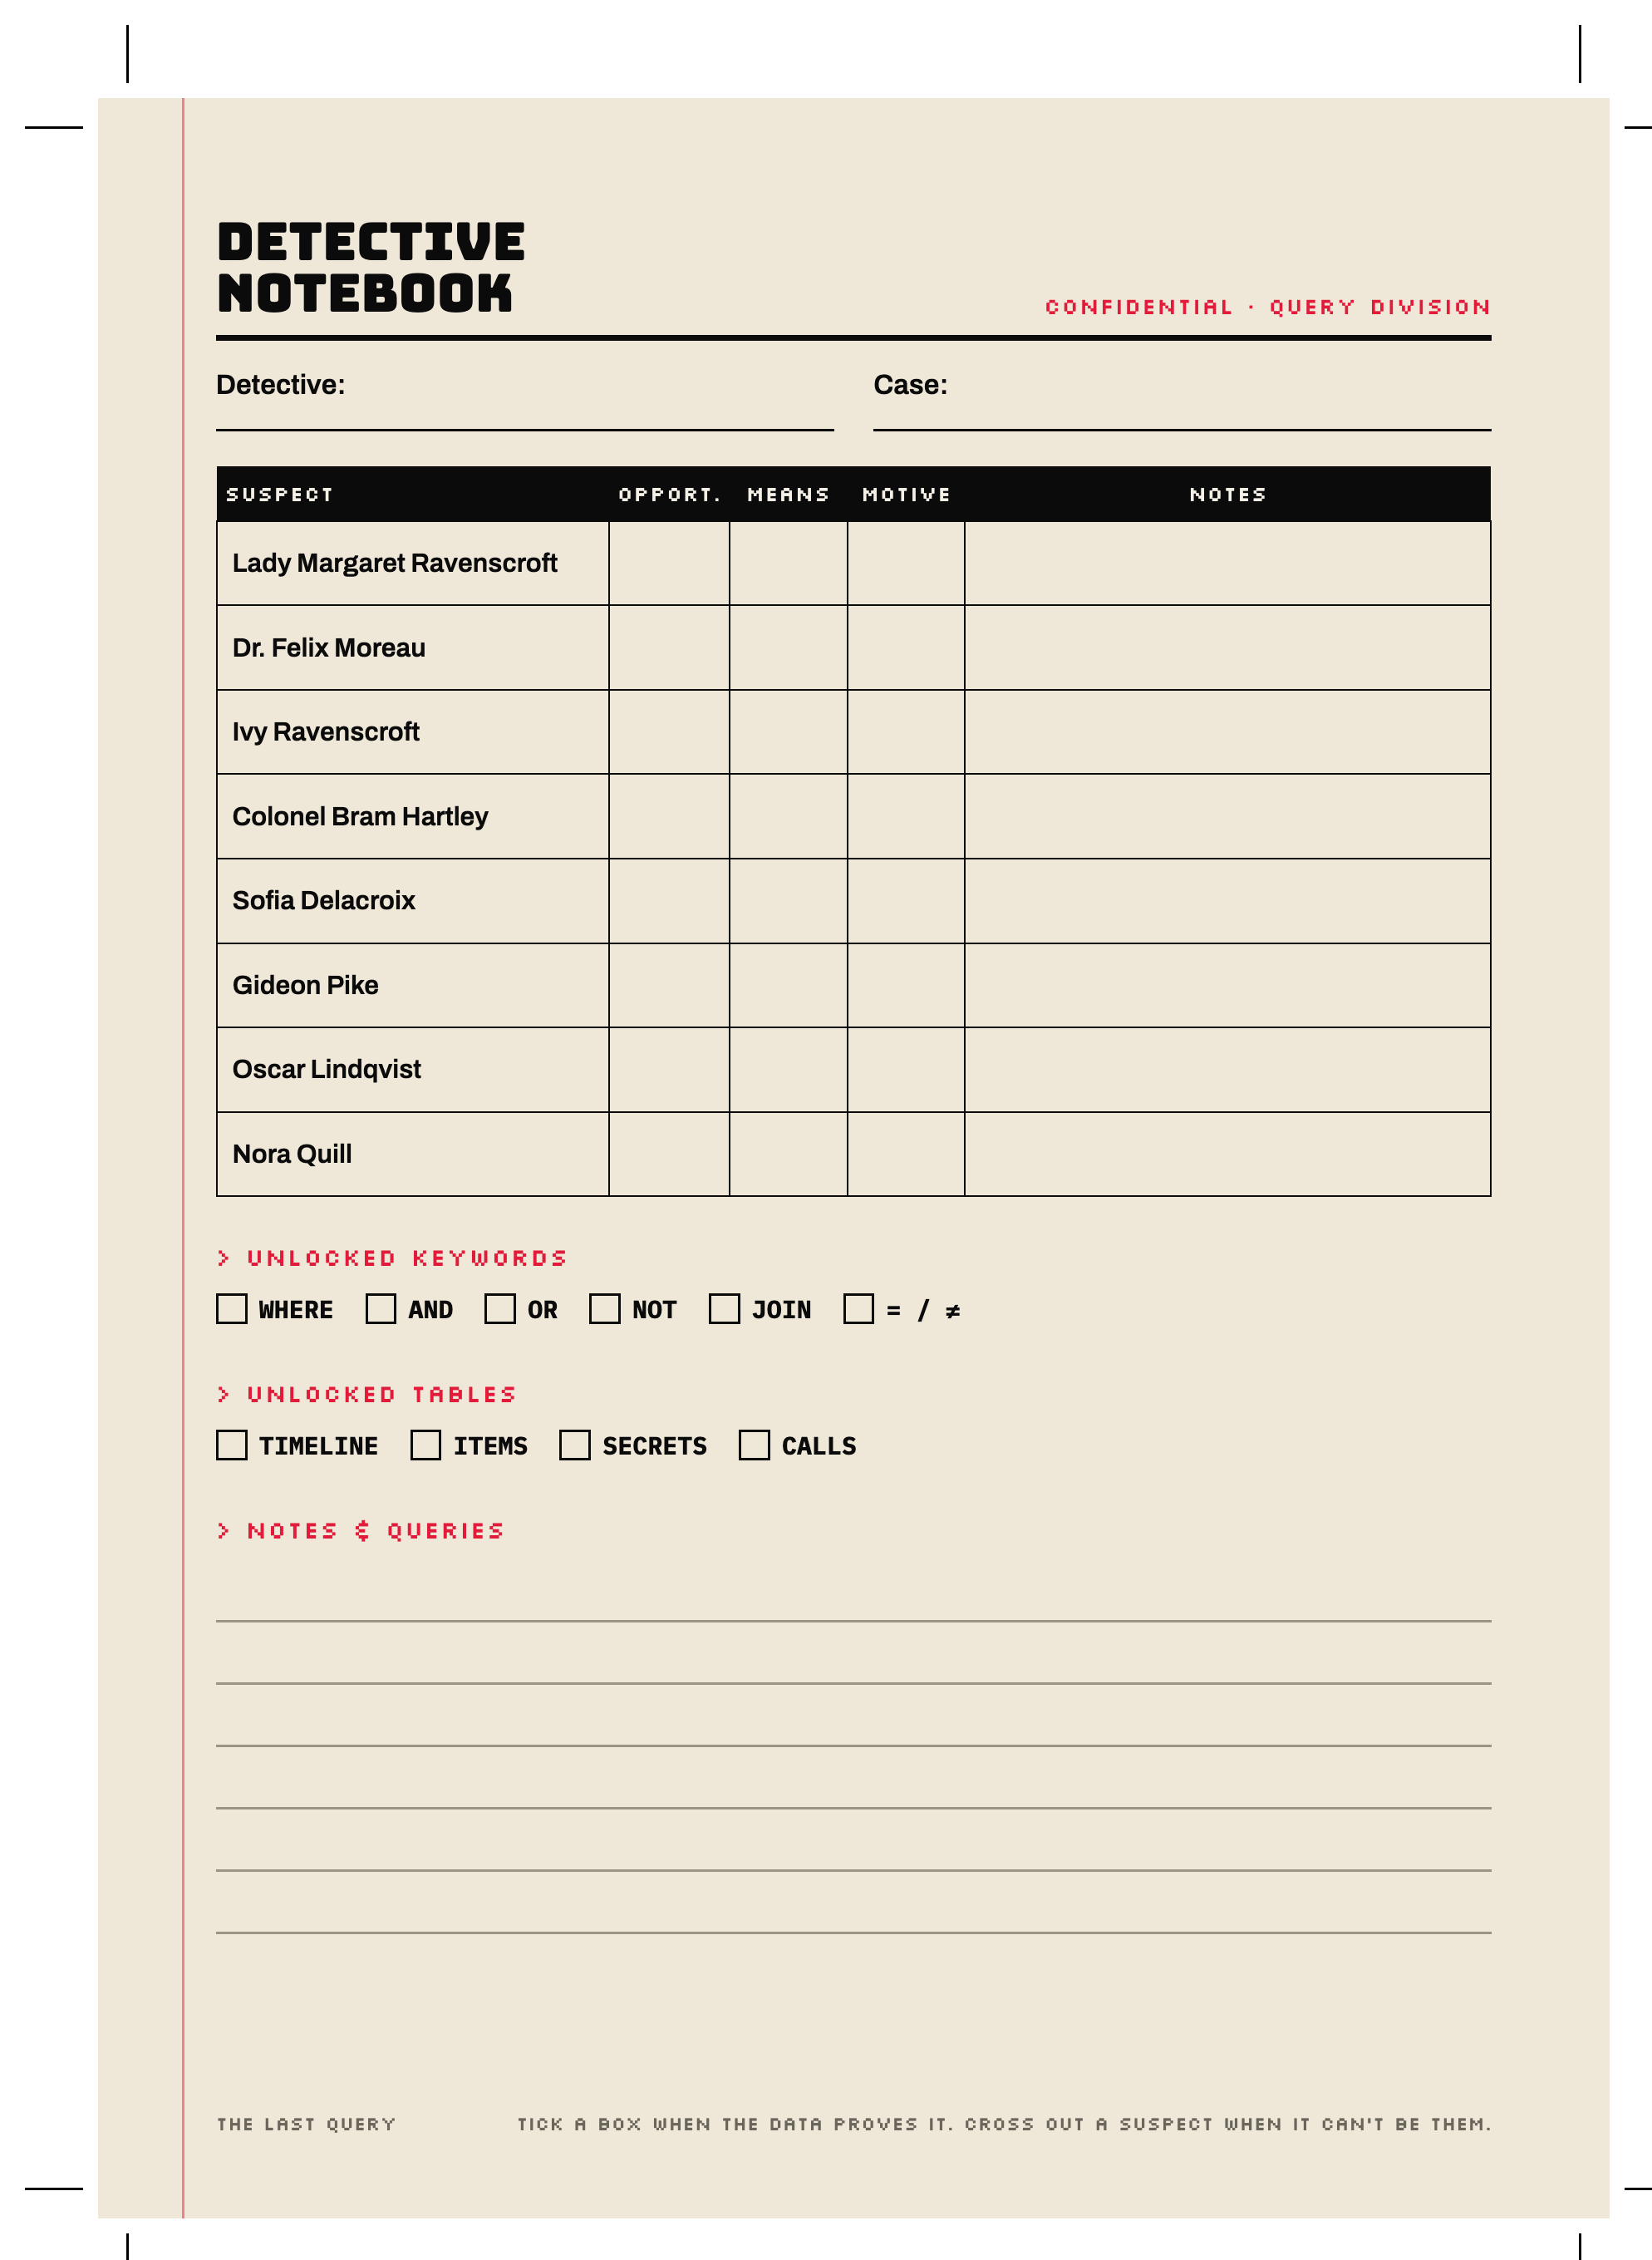 DETECTIVE
NOTEBOOK
CONFIDENTIAL · QUERY DIVISION
Detective:
Case:
SUSPECT OPPORT. MEANS MOTIVE NOTES
Lady Margaret Ravenscroft
Dr. Felix Moreau
Ivy Ravenscroft
Colonel Bram Hartley
Sofia Delacroix
Gideon Pike
Oscar Lindqvist
Nora Quill
> UNLOCKED KEYWORDS
WHERE AND OR NOT JOIN = / ≠
> UNLOCKED TABLES
TIMELINE ITEMS SECRETS CALLS
> NOTES & QUERIES
THE LAST QUERY
TICK A BOX WHEN THE DATA PROVES IT. CROSS OUT A SUSPECT WHEN IT CAN'T BE THEM.